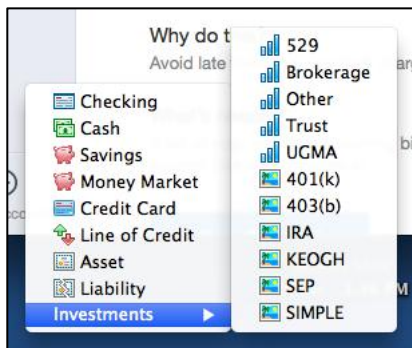 Why do t
Avoid late
Checking
Cash
Savings
Money Market
Credit Card
Line of Credit
Asset
Liability
Investments
529
Brokerage
Other
Trust
UGMA
401(k)
403(b)
IRA
KEOGH
SEP
SIMPLE